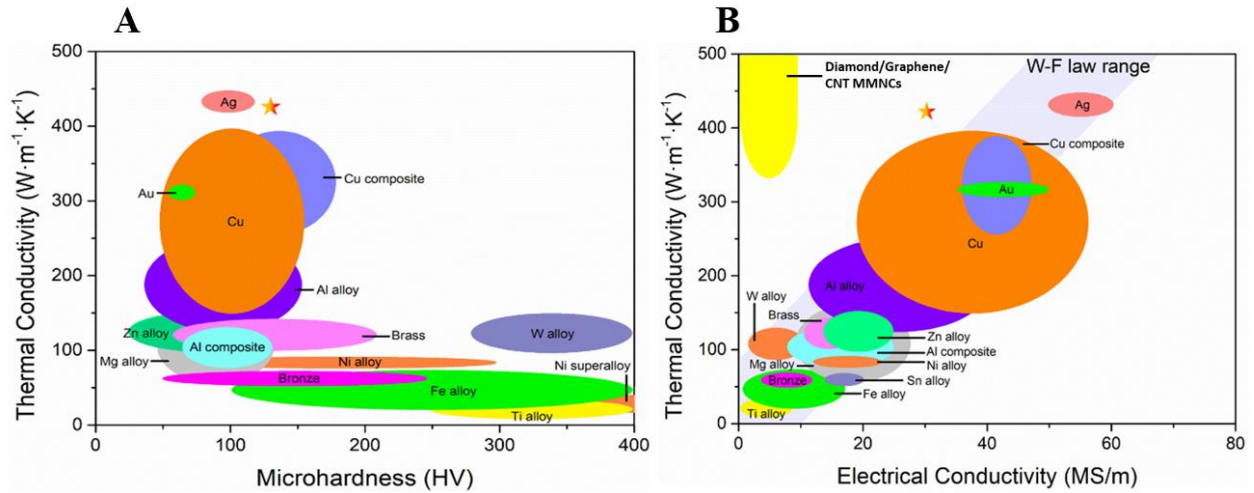 A
Thermal Conductivity (W·m⁻¹·K⁻¹)
500
400
300
200
100
0
Ag
Cu composite
Au
Cu
Al alloy
Zn alloy
Brass
W alloy
Al composite
Mg alloy
Ni alloy
Ni superalloy
Bronze
Fe alloy
Ti alloy
0
100
200
300
400
Microhardness (HV)
B
Thermal Conductivity (W·m⁻¹·K⁻¹)
500
400
300
200
100
0
Diamond/Graphene/
CNT MMNCs
W-F law range
Ag
Cu composite
Au
Cu
Al alloy
W alloy
Brass
Zn alloy
Al composite
Mg alloy
Ni alloy
Bronze
Sn alloy
Fe alloy
Ti alloy
0
20
40
60
80
Electrical Conductivity (MS/m)